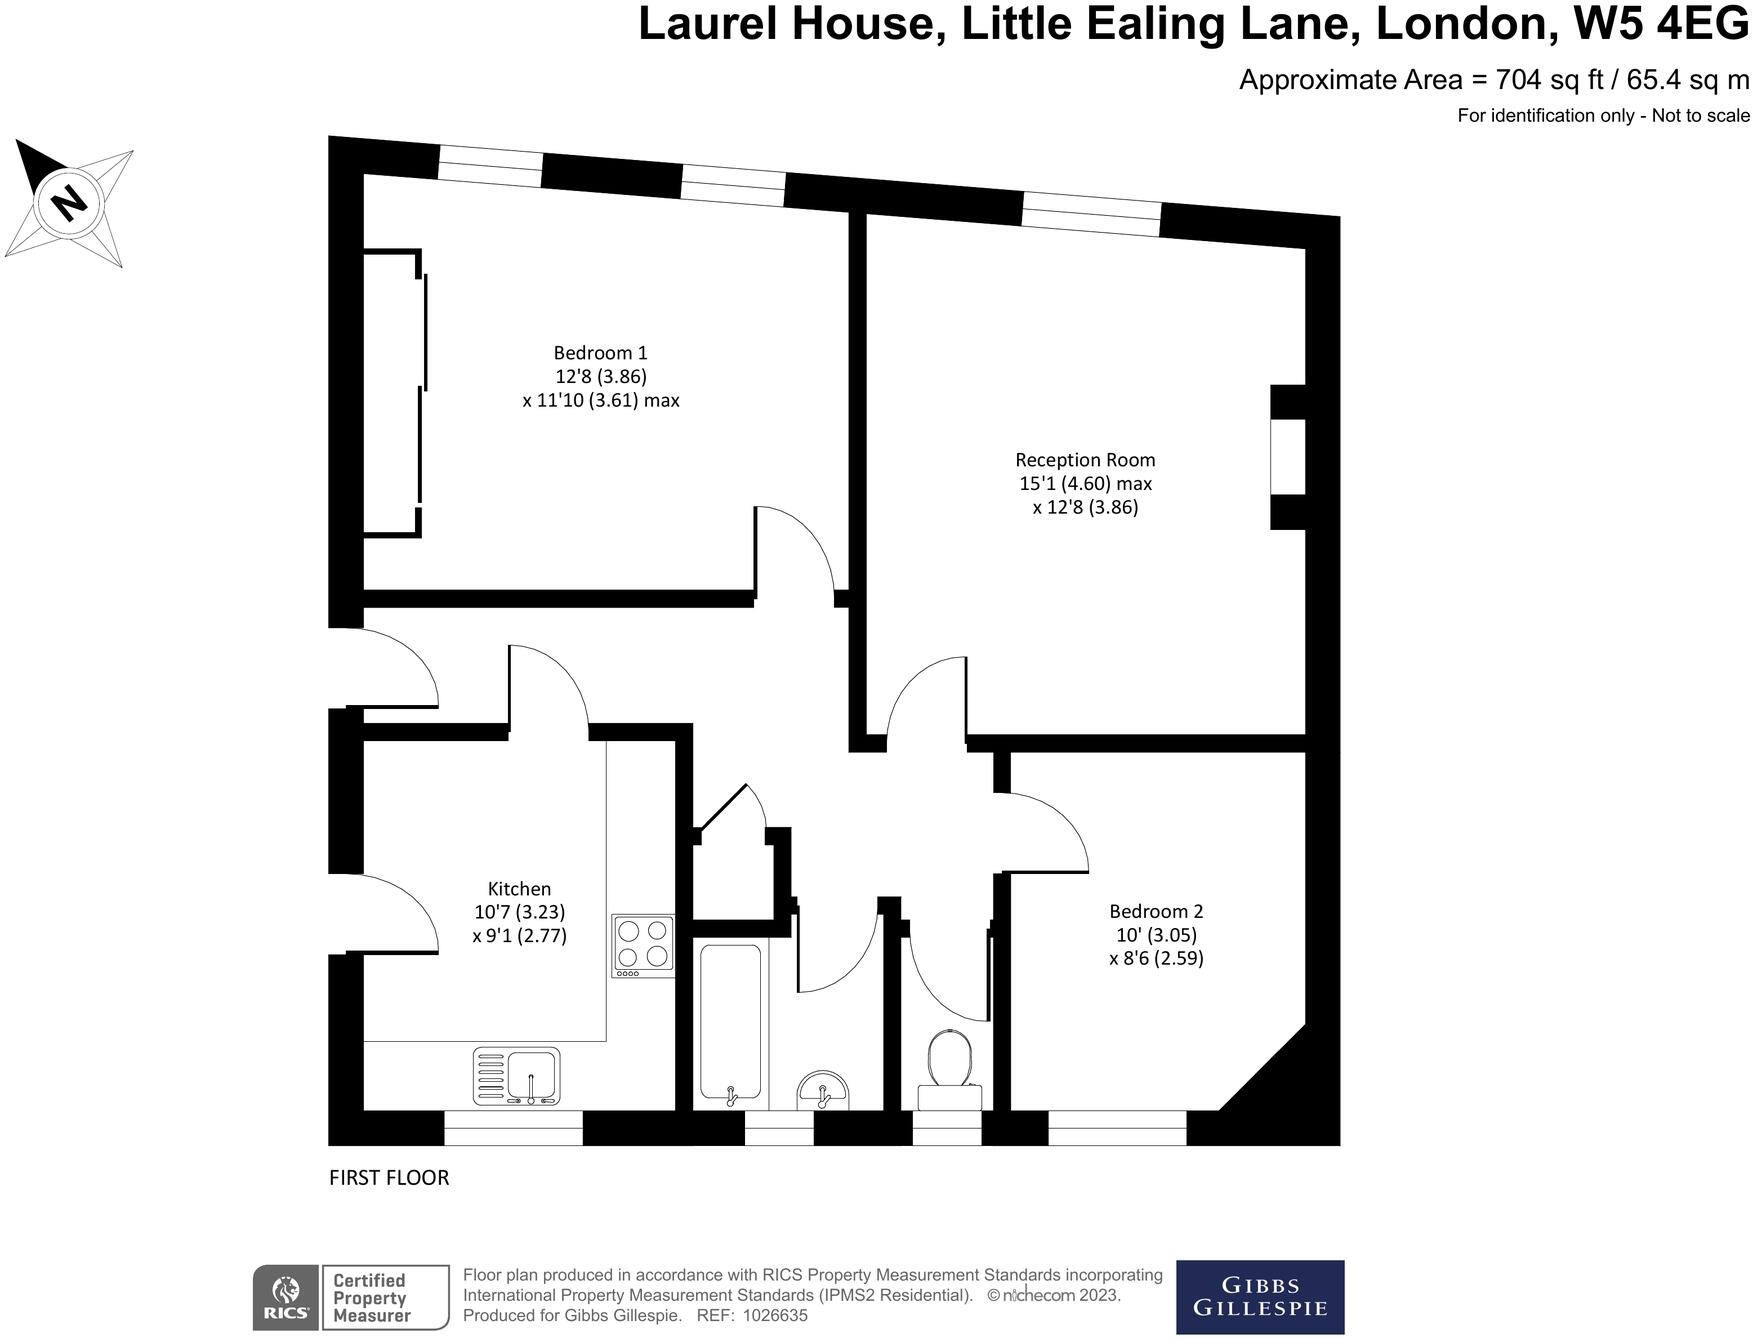 Laurel House, Little Ealing Lane, London, W5 4EG
Approximate Area = 704 sq ft / 65.4 sq m
For identification only - Not to scale
N
Bedroom 1
12'8 (3.86)
x 11'10 (3.61) max
Reception Room
15'1 (4.60) max
x 12'8 (3.86)
Kitchen
10'7 (3.23)
x 9'1 (2.77)
Bedroom 2
10' (3.05)
x 8'6 (2.59)
FIRST FLOOR
RICS
Certified
Property
Measurer
Floor plan produced in accordance with RICS Property Measurement Standards incorporating
International Property Measurement Standards (IPMS2 Residential). © nichecom 2023.
Produced for Gibbs Gillespie. REF: 1026635
GIBBS
GILLESPIE